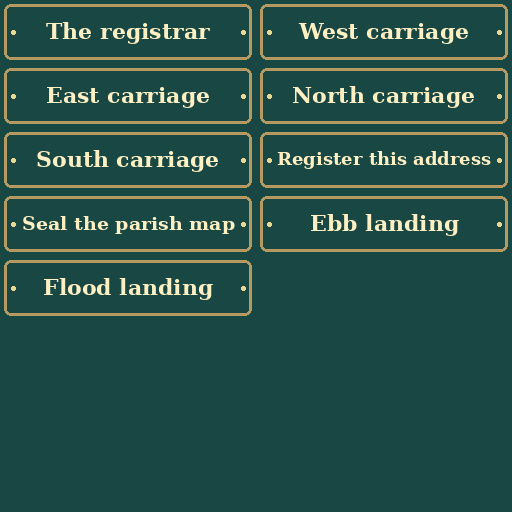 The registrar
West carriage
East carriage
North carriage
South carriage
Register this address
Seal the parish map
Ebb landing
Flood landing